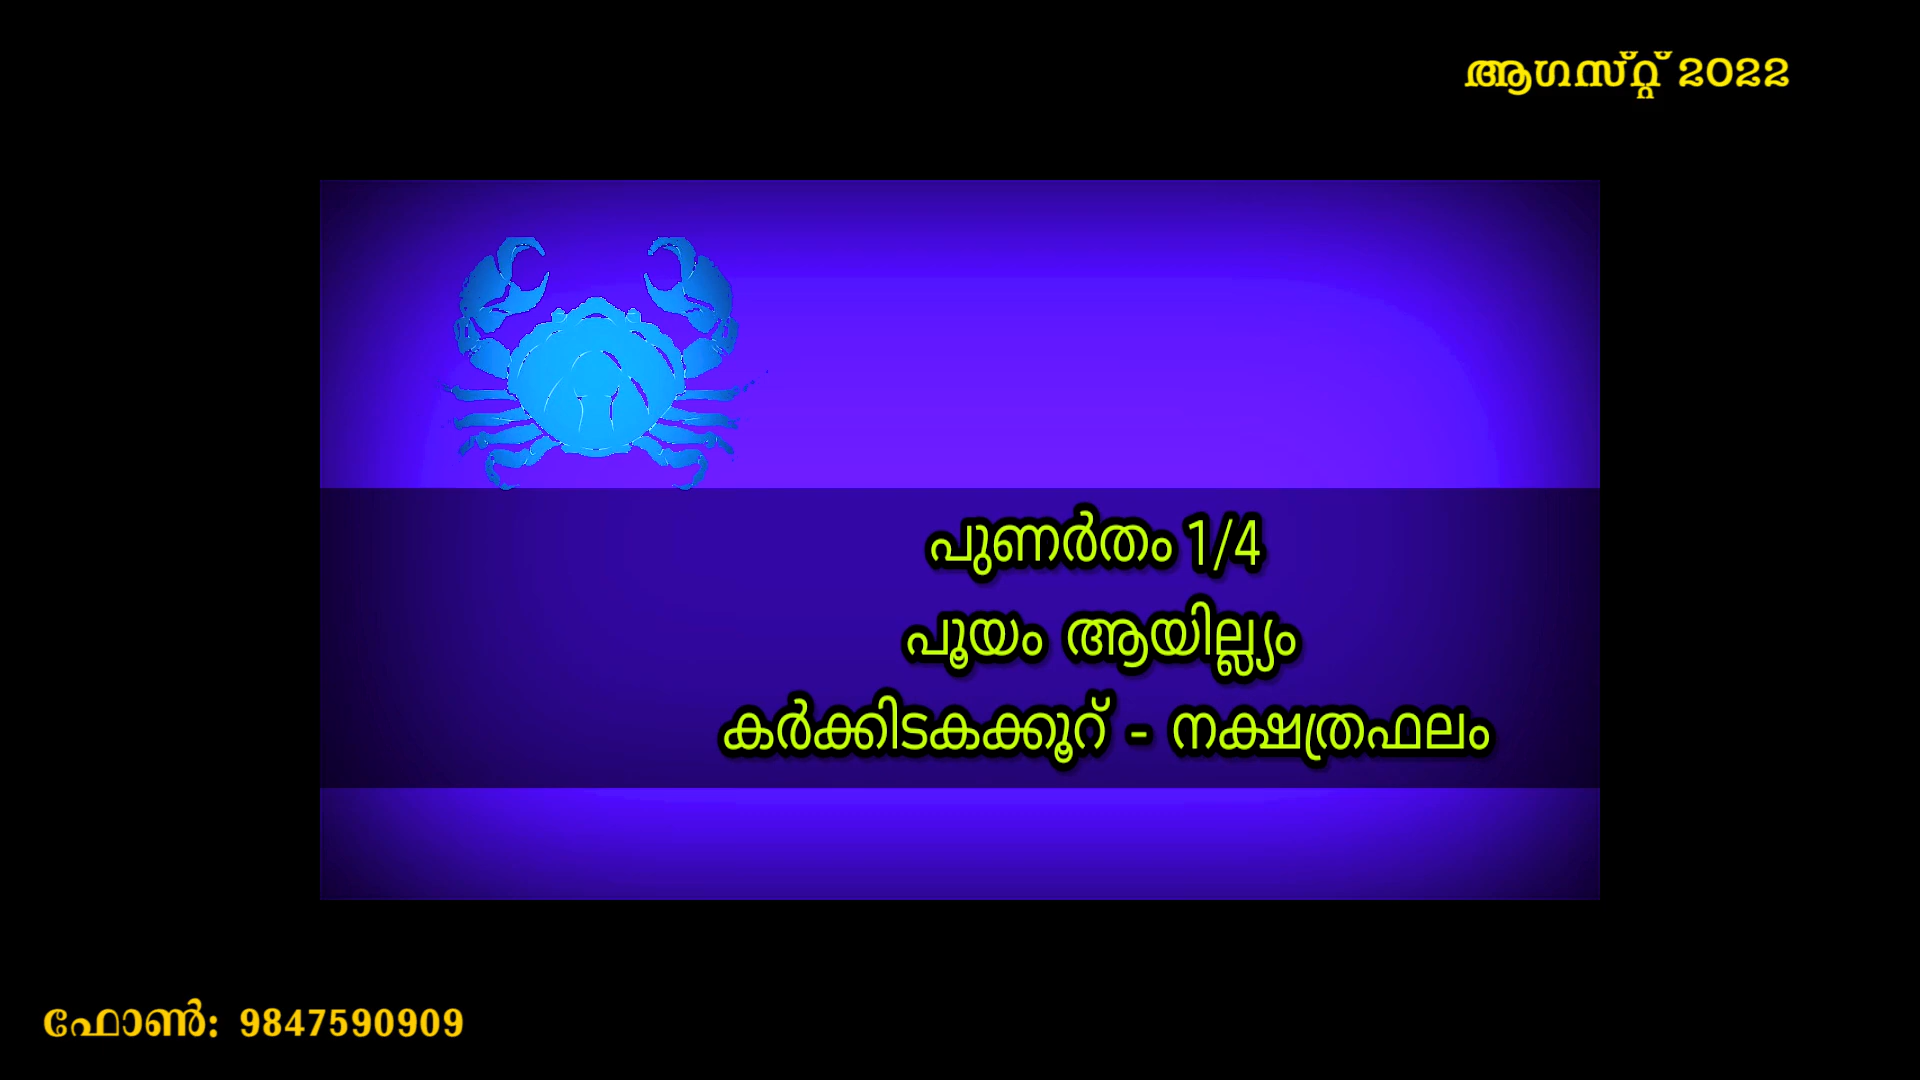 ആഗസ്റ്റ് 2022
പുണർതം 1/4
പൂയം ആയില്ല്യം
കർക്കിടകക്കൂറ് - നക്ഷത്രഫലം
ഫോൺ: 9847590909